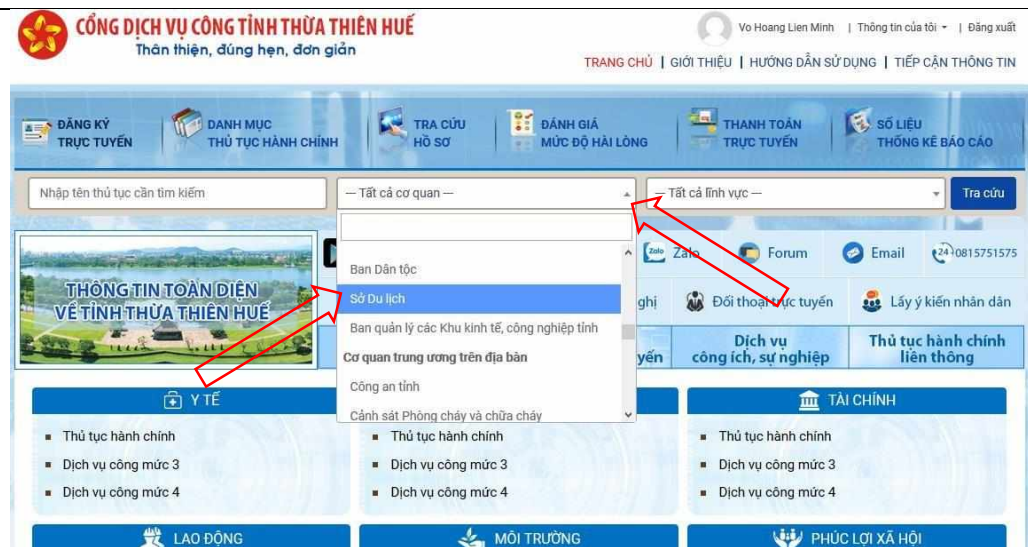 CỔNG DỊCH VỤ CÔNG TỈNH THỪA THIÊN HUẾ
Thân thiện, đúng hẹn, đơn giản
Vo Hoang Lien Minh | Thông tin của tôi | Đăng xuất
TRANG CHỦ | GIỚI THIỆU | HƯỚNG DẪN SỬ DỤNG | TIẾP CẬN THÔNG TIN
ĐĂNG KÝ TRỰC TUYẾN
DANH MỤC THỦ TỤC HÀNH CHÍNH
TRA CỨU HỒ SƠ
ĐÁNH GIÁ MỨC ĐỘ HÀI LÒNG
THANH TOÁN TRỰC TUYẾN
SỐ LIỆU THỐNG KÊ BÁO CÁO
Nhập tên thủ tục cần tìm kiếm
-- Tất cả cơ quan --
-- Tất cả lĩnh vực --
Tra cứu
Ban Dân tộc
Sở Du lịch
Ban quản lý các Khu kinh tế, công nghiệp tỉnh
Cơ quan trung ương trên địa bàn
Công an tỉnh
Cảnh sát Phòng cháy và chữa cháy
THÔNG TIN TOÀN DIỆN
VỀ TỈNH THỪA THIÊN HUẾ
Zalo Zalo Forum Email 24 0815751575
nghị Đối thoại trực tuyến Lấy ý kiến nhân dân
yến
Dịch vụ
công ích, sự nghiệp
Thủ tục hành chính
liên thông
Y TẾ
Thủ tục hành chính
Dịch vụ công mức 3
Dịch vụ công mức 4
Thủ tục hành chính
Dịch vụ công mức 3
Dịch vụ công mức 4
TÀI CHÍNH
Thủ tục hành chính
Dịch vụ công mức 3
Dịch vụ công mức 4
LAO ĐỘNG
MÔI TRƯỜNG
PHÚC LỢI XÃ HỘI